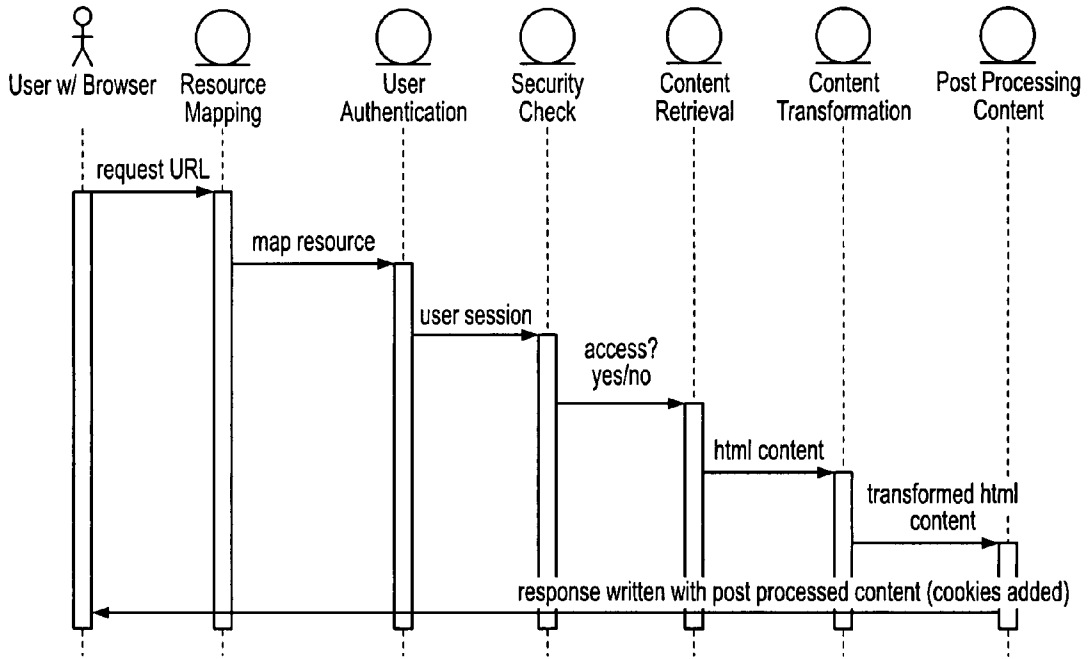 User w/ Browser
Resource
Mapping
User
Authentication
Security
Check
Content
Retrieval
Content
Transformation
Post Processing
Content
request URL
map resource
user session
access?
yes/no
html content
transformed html
content
response written with post processed content (cookies added)